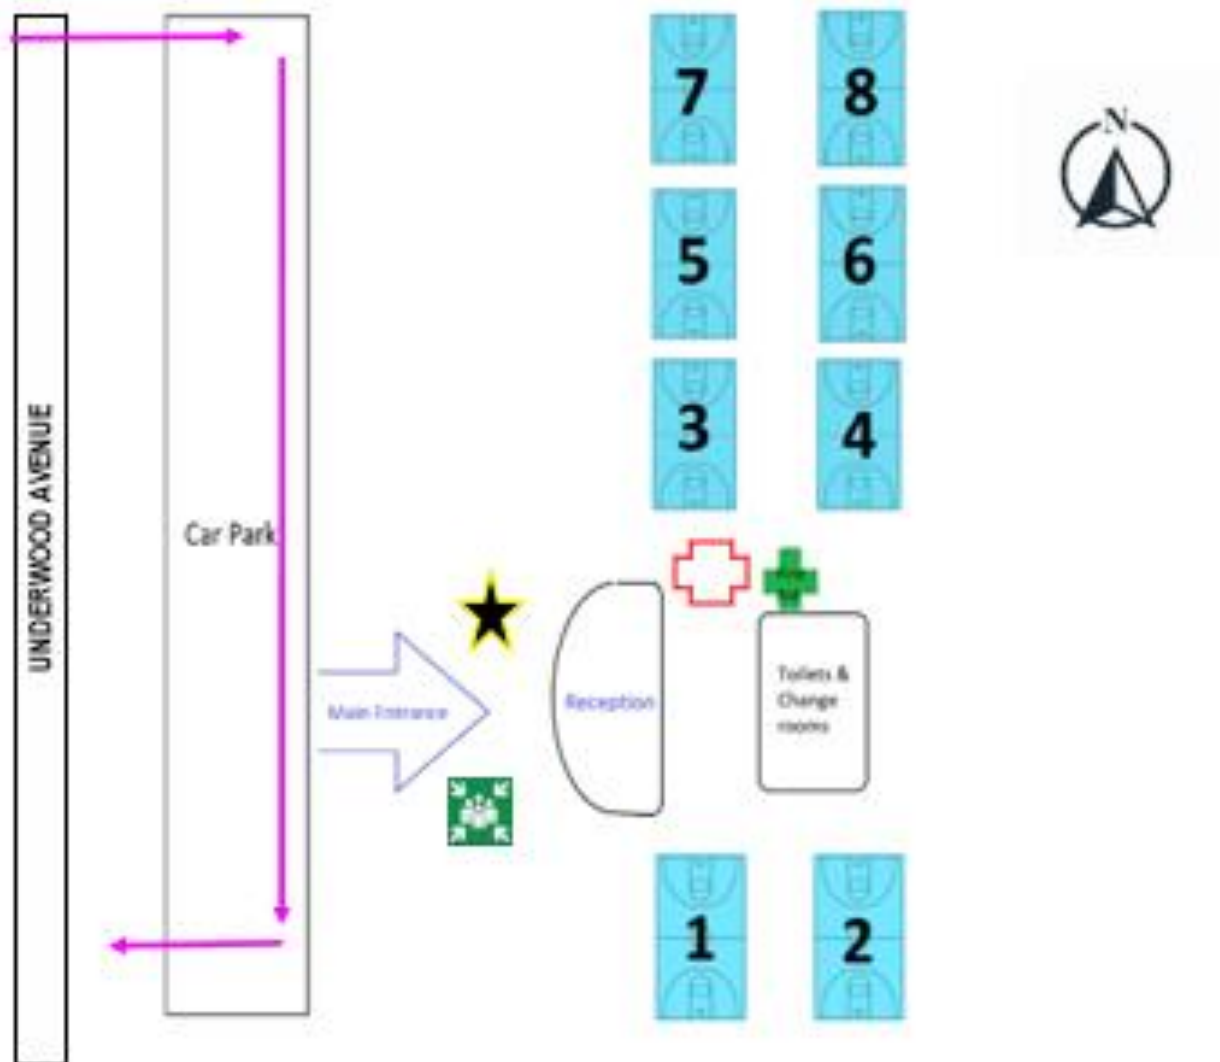 7
8
N
5
6
UNDERWOOD AVENUE
3
4
Car Park
Main Entrance
Reception
Toilets &
Change
rooms
1
2